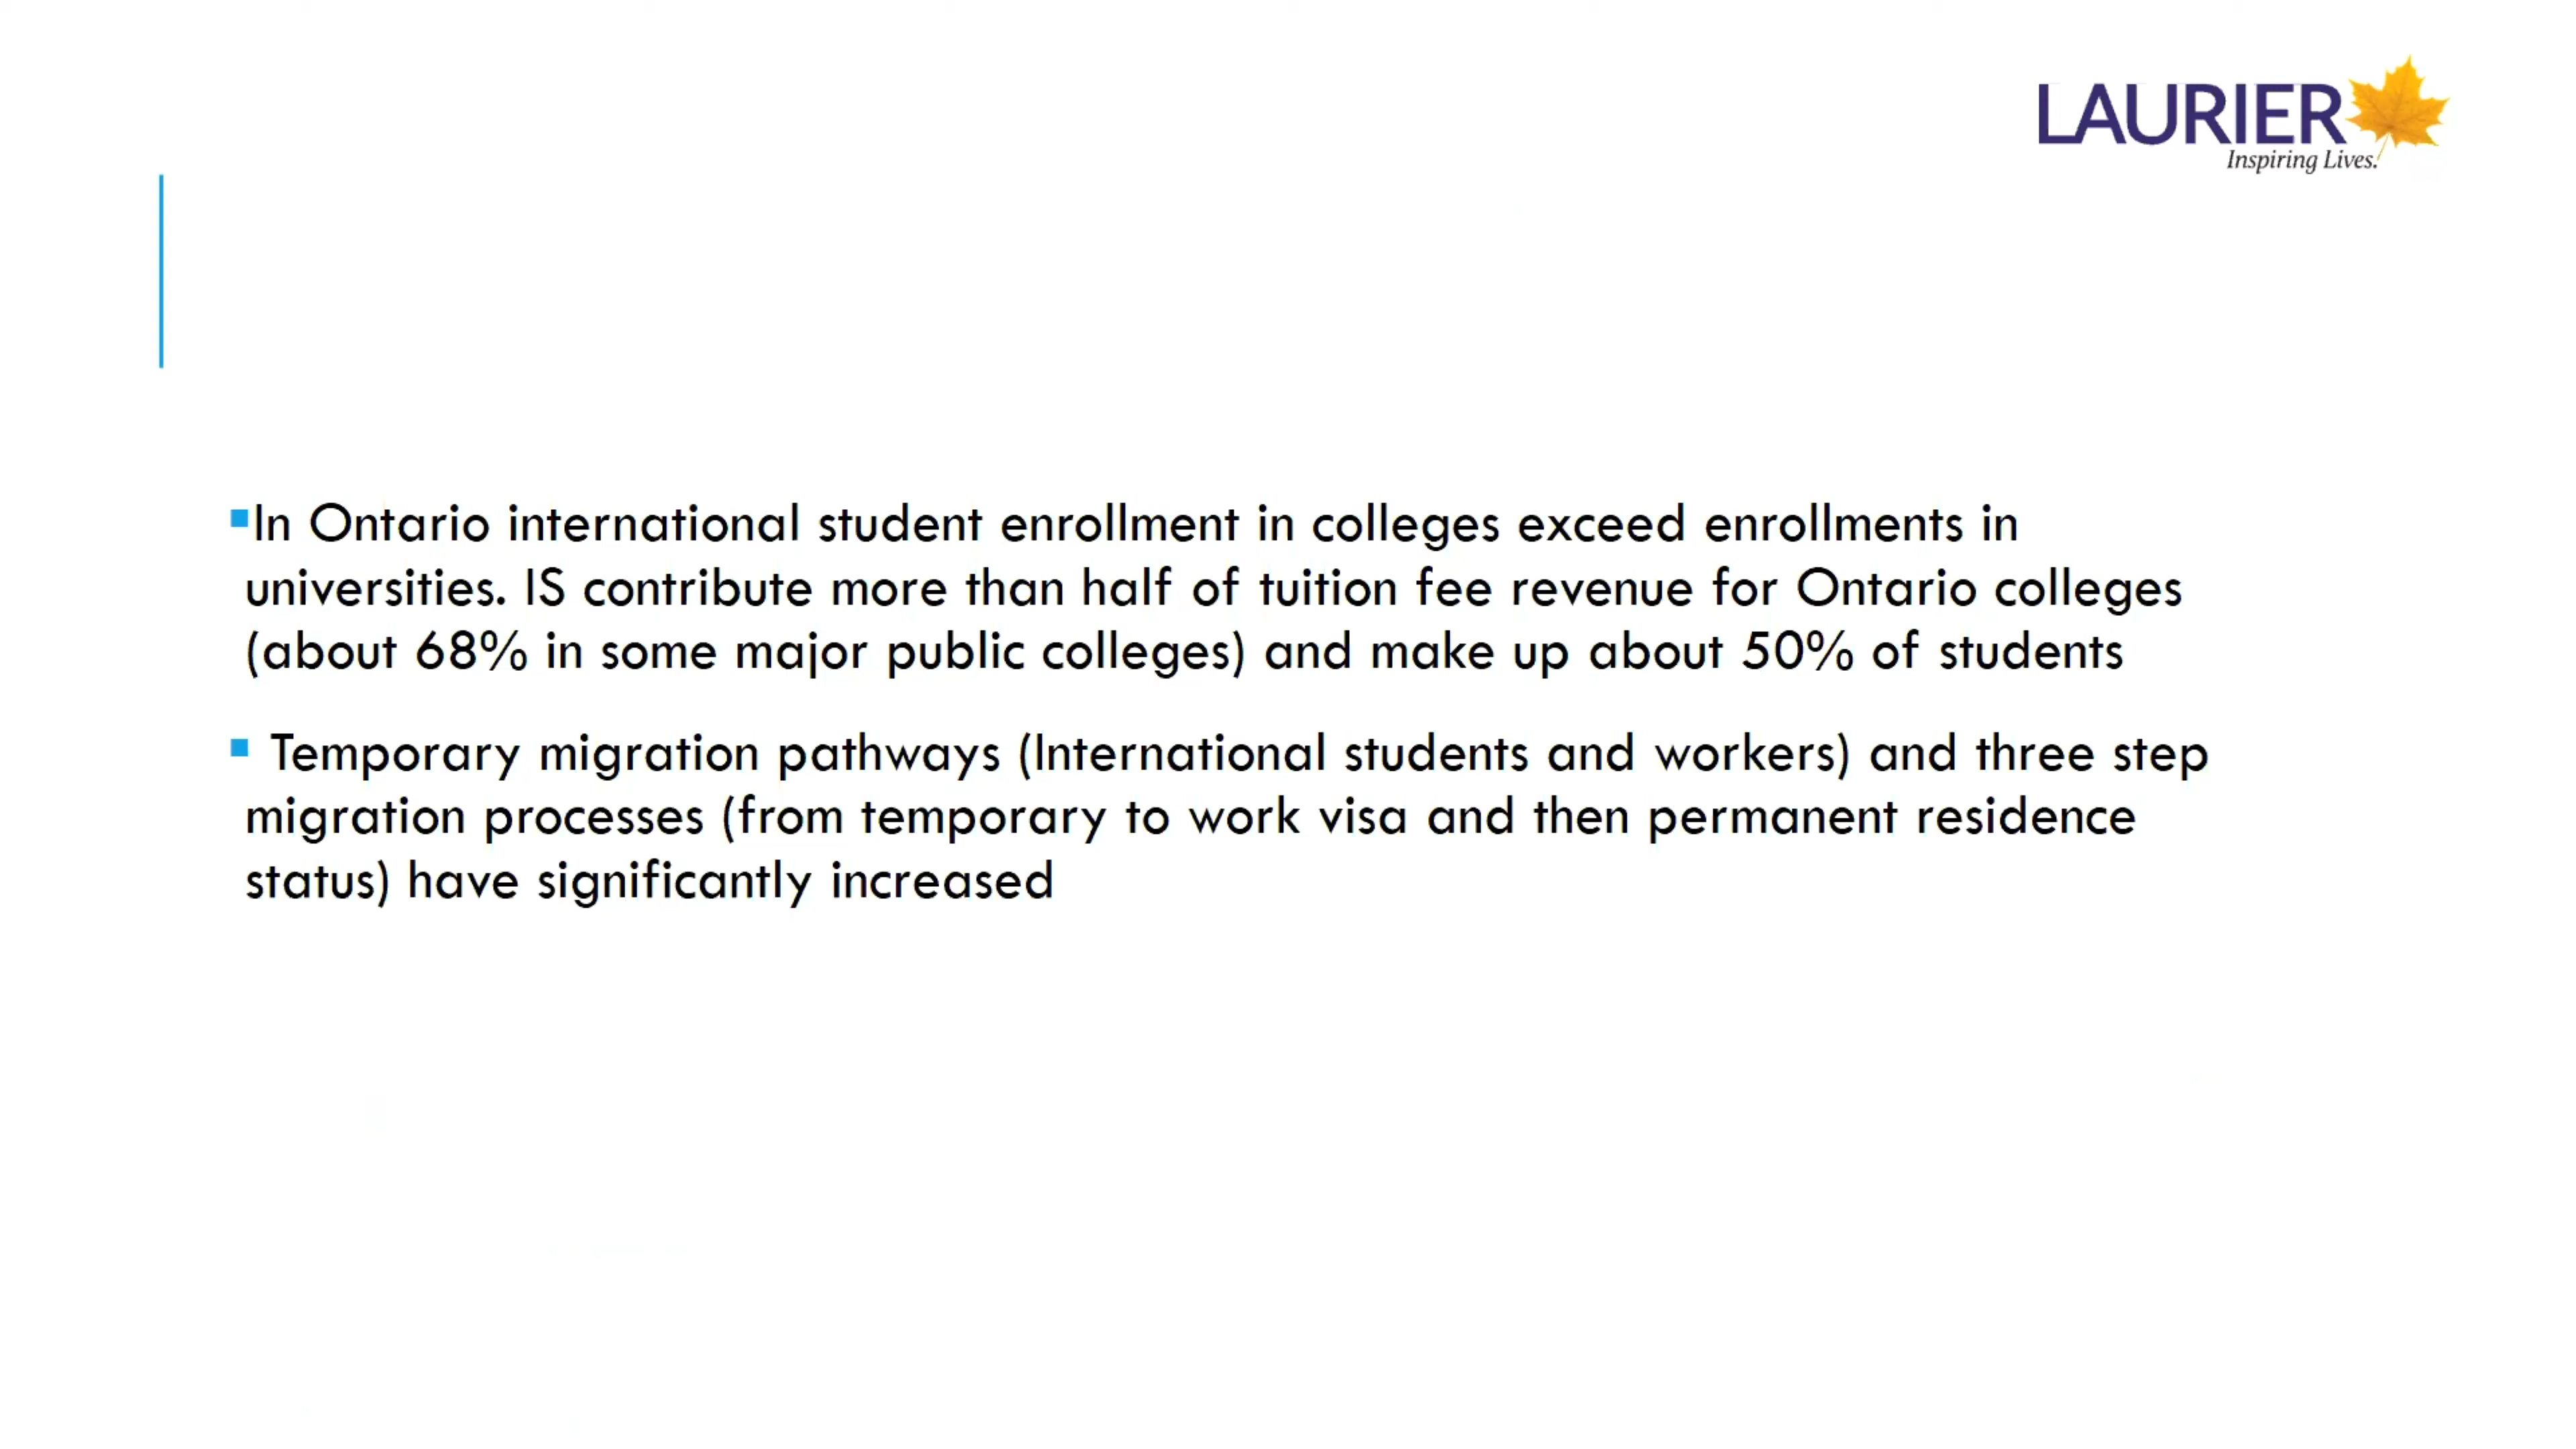 LAURIER
Inspiring Lives.
▪In Ontario international student enrollment in colleges exceed enrollments in
universities. IS contribute more than half of tuition fee revenue for Ontario colleges
(about 68% in some major public colleges) and make up about 50% of students
▪ Temporary migration pathways (International students and workers) and three step
migration processes (from temporary to work visa and then permanent residence
status) have significantly increased